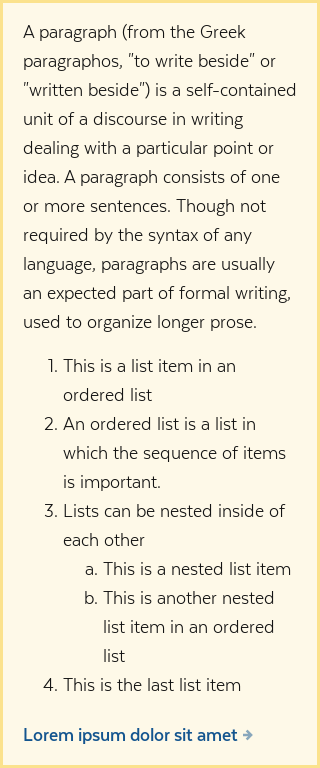 A paragraph (from the Greek
paragraphos, "to write beside" or
"written beside") is a self-contained
unit of a discourse in writing
dealing with a particular point or
idea. A paragraph consists of one
or more sentences. Though not
required by the syntax of any
language, paragraphs are usually
an expected part of formal writing,
used to organize longer prose.
1. This is a list item in an
ordered list
2. An ordered list is a list in
which the sequence of items
is important.
3. Lists can be nested inside of
each other
a. This is a nested list item
b. This is another nested
list item in an ordered
list
4. This is the last list item
Lorem ipsum dolor sit amet →